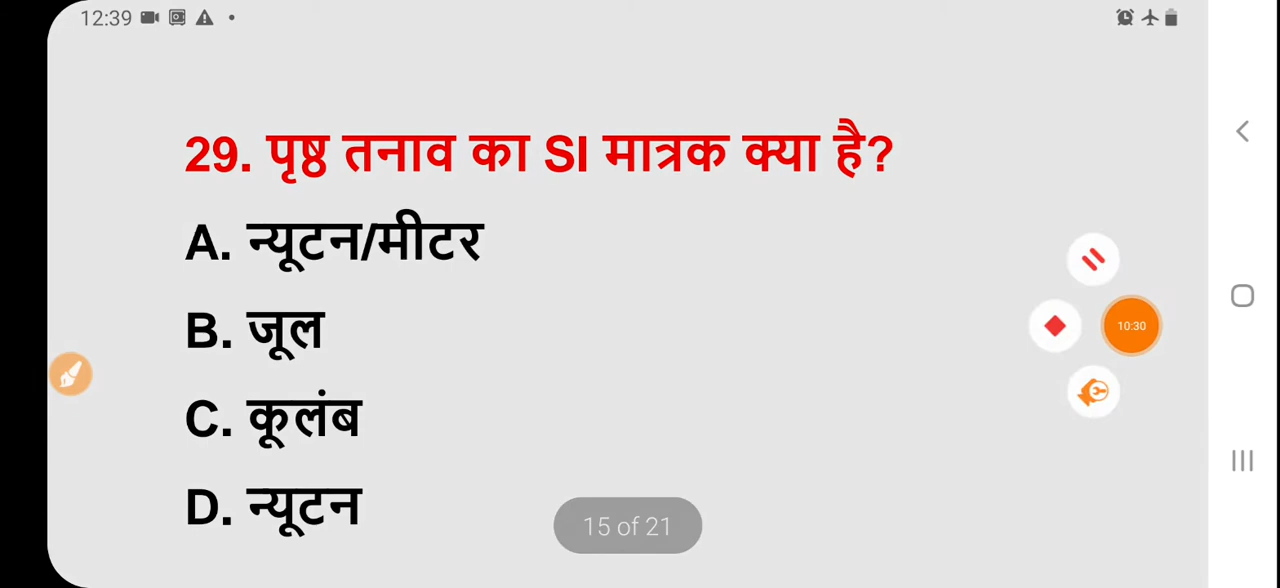 12:39
29. पृष्ठ तनाव का SI मात्रक क्या है?
A. न्यूटन/मीटर
B. जूल
C. कूलंब
D. न्यूटन
10:30
15 of 21